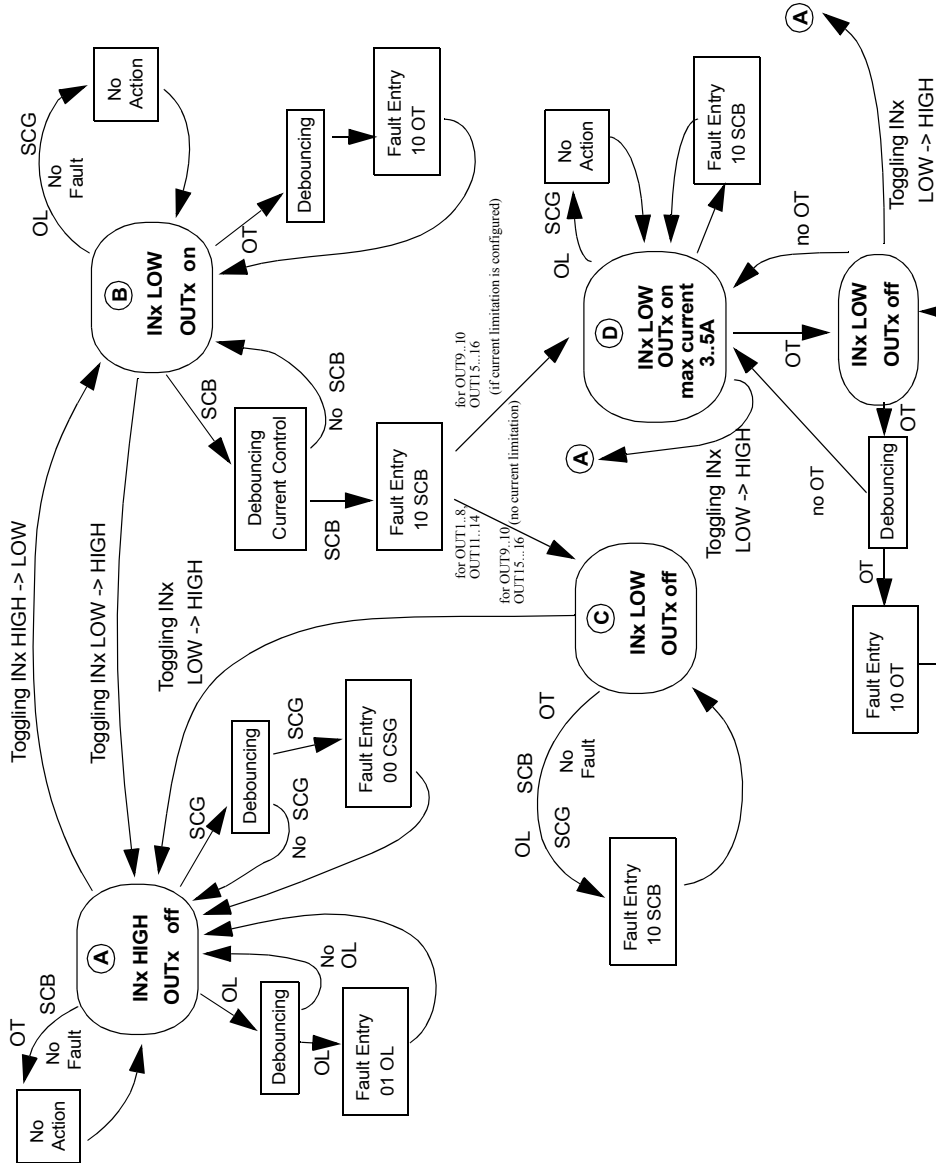 Toggling INx HIGH -> LOW
Toggling INx LOW -> HIGH
Toggling INx
LOW -> HIGH
OT
SCB
No
Fault
No
Action
A
INx HIGH
OUTx off
SCG
Debouncing
SCG
No SCG
Fault Entry
00 CSG
OL
Debouncing
No
OL
OL
Fault Entry
01 OL
B
INx LOW
OUTx on
OL
No
Fault
SCG
No
Action
OT
Debouncing
Fault Entry
10 OT
SCB
Debouncing
Current Control
No SCB
SCB
Fault Entry
10 SCB
for OUT1..8,
OUT11..14
for OUT9..10
OUT15...16 (no current limitation)
for OUT9..10
OUT15...16
(if current limitation is configured)
C
INx LOW
OUTx off
OL
SCB
OT
SCG
No
Fault
Fault Entry
10 SCB
D
INx LOW
OUTx on
max current
3..5A
OL
SCG
No
Action
Fault Entry
10 SCB
A
Toggling INx
LOW -> HIGH
OT
no OT
no OT
INx LOW
OUTx off
OT
Debouncing
OT
Fault Entry
10 OT
Toggling INx
LOW -> HIGH
A